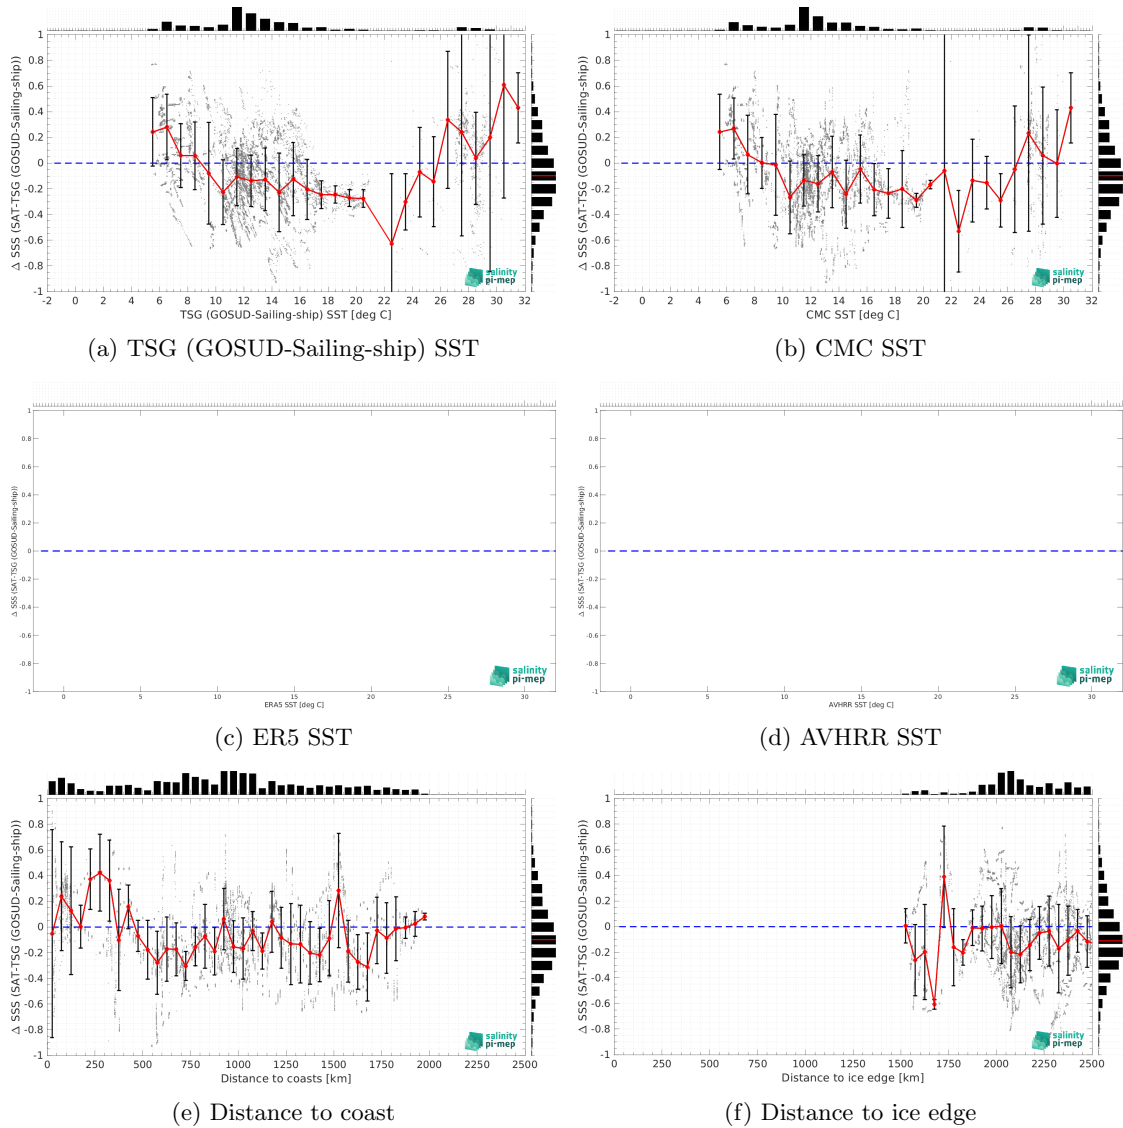 1
0.8
0.6
0.4
0.2
0
-0.2
-0.4
-0.6
-0.8
-1
Δ SSS (SAT-TSG (GOSUD-Sailing-ship))
-2 0 2 4 6 8 10 12 14 16 18 20 22 24 26 28 30 32
TSG (GOSUD-Sailing-ship) SST [deg C]
salinity
pi-mep
(a) TSG (GOSUD-Sailing-ship) SST
1
0.8
0.6
0.4
0.2
0
-0.2
-0.4
-0.6
-0.8
-1
Δ SSS (SAT-TSG (GOSUD-Sailing-ship))
-2 0 2 4 6 8 10 12 14 16 18 20 22 24 26 28 30 32
CMC SST [deg C]
salinity
pi-mep
(b) CMC SST
1
0.8
0.6
0.4
0.2
0
-0.2
-0.4
-0.6
-0.8
-1
Δ SSS (SAT-TSG (GOSUD-Sailing-ship))
0 5 10 15 20 25 30
ERA5 SST [deg C]
salinity
pi-mep
(c) ER5 SST
1
0.8
0.6
0.4
0.2
0
-0.2
-0.4
-0.6
-0.8
-1
Δ SSS (SAT-TSG (GOSUD-Sailing-ship))
0 5 10 15 20 25 30
AVHRR SST [deg C]
salinity
pi-mep
(d) AVHRR SST
1
0.8
0.6
0.4
0.2
0
-0.2
-0.4
-0.6
-0.8
-1
Δ SSS (SAT-TSG (GOSUD-Sailing-ship))
0 250 500 750 1000 1250 1500 1750 2000 2250 2500
Distance to coasts [km]
salinity
pi-mep
(e) Distance to coast
1
0.8
0.6
0.4
0.2
0
-0.2
-0.4
-0.6
-0.8
-1
Δ SSS (SAT-TSG (GOSUD-Sailing-ship))
0 250 500 750 1000 1250 1500 1750 2000 2250 2500
Distance to ice edge [km]
salinity
pi-mep
(f) Distance to ice edge